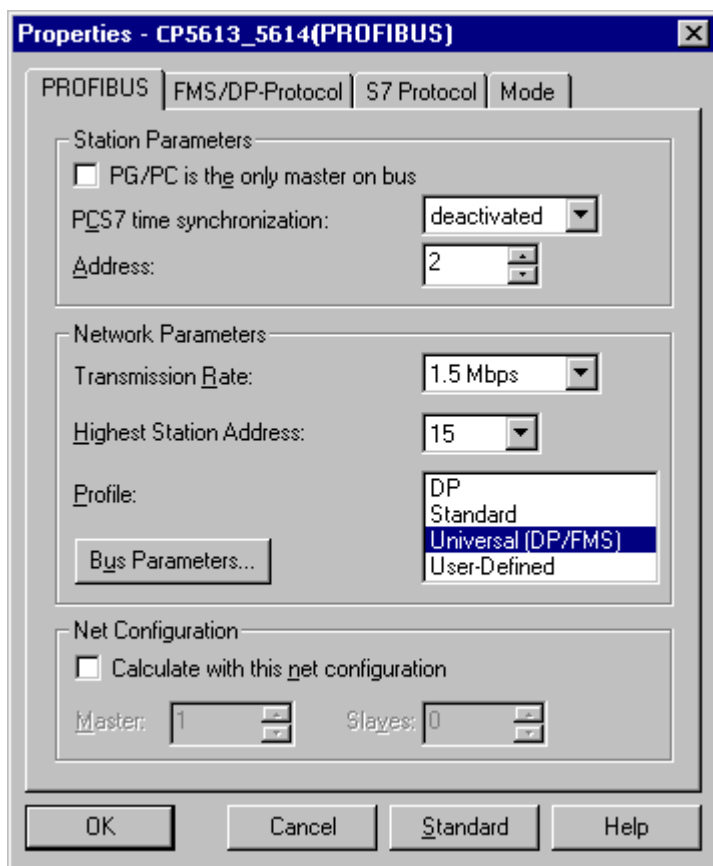 Properties - CP5613_5614(PROFIBUS)
PROFIBUS FMS/DP-Protocol S7 Protocol Mode
Station Parameters
PG/PC is the only master on bus
PCS7 time synchronization: deactivated
Address: 2
Network Parameters
Transmission Rate: 1.5 Mbps
Highest Station Address: 15
Profile: DP
Standard
Universal (DP/FMS)
Bus Parameters... User-Defined
Net Configuration
Calculate with this net configuration
Master: 1 Slaves: 0
OK Cancel Standard Help